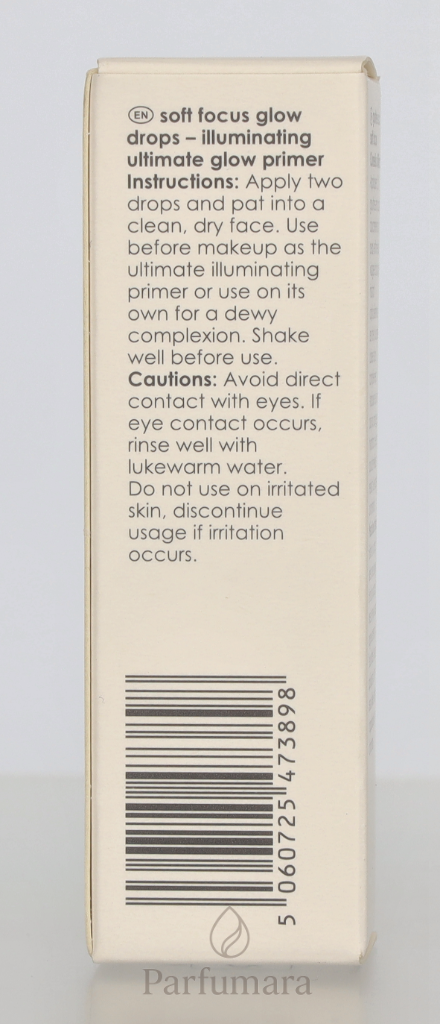 EN soft focus glow
drops – illuminating
ultimate glow primer
Instructions: Apply two
drops and pat into a
clean, dry face. Use
before makeup as the
ultimate illuminating
primer or use on its
own for a dewy
complexion. Shake
well before use.
Cautions: Avoid direct
contact with eyes. If
eye contact occurs,
rinse well with
lukewarm water.
Do not use on irritated
skin, discontinue
usage if irritation
occurs.
5 060725 473898
Parfumara